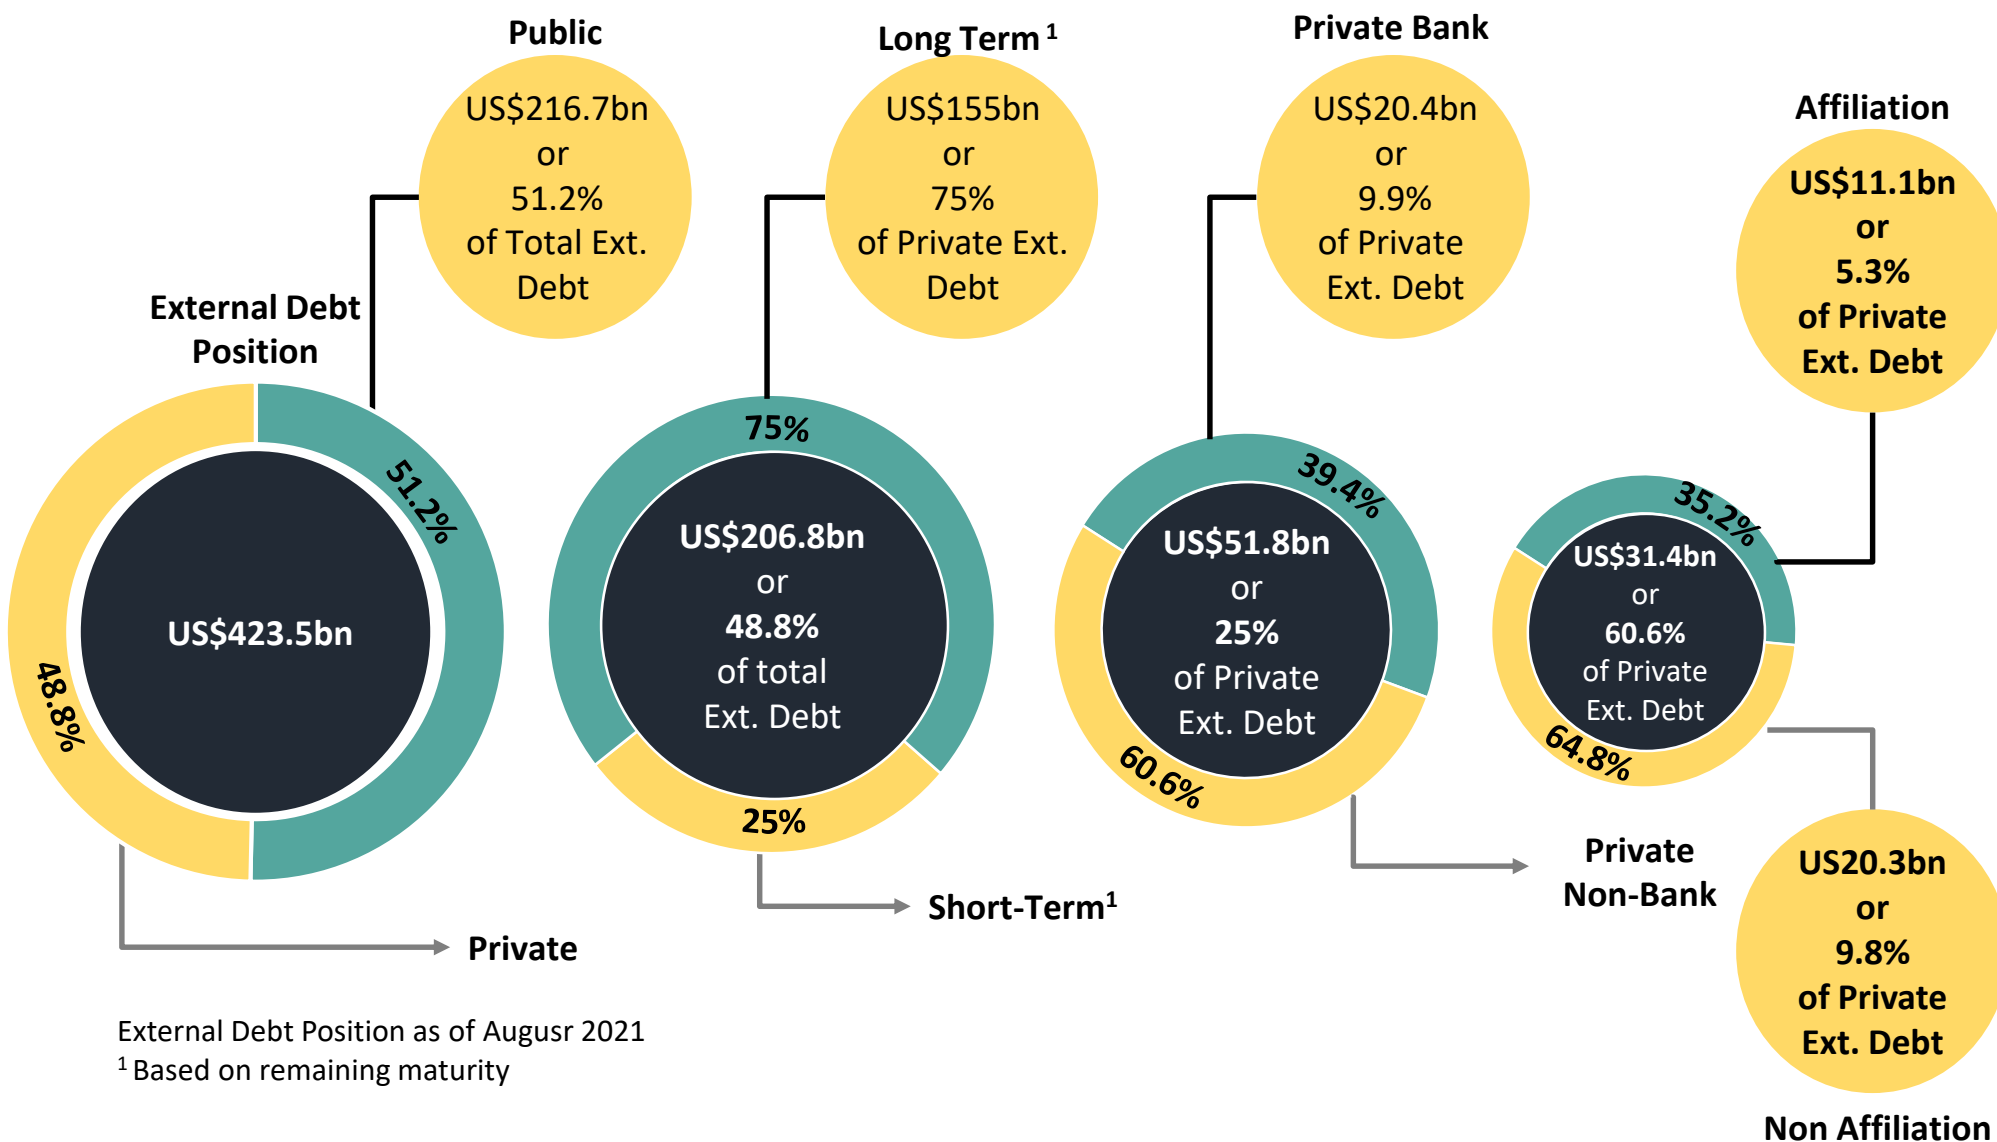 Public
US$216.7bn
or
51.2%
of Total Ext.
Debt
Long Term 1
US$155bn
or
75%
of Private Ext.
Debt
Private Bank
US$20.4bn
or
9.9%
of Private
Ext. Debt
Affiliation
US$11.1bn
or
5.3%
of Private
Ext. Debt
External Debt
Position
51.2%
US$423.5bn
48.8%
Private
75%
US$206.8bn
or
48.8%
of total
Ext. Debt
25%
Short-Term1
39.4%
US$51.8bn
or
25%
of Private
Ext. Debt
60.6%
Private
Non-Bank
35.2%
US$31.4bn
or
60.6%
of Private
Ext. Debt
64.8%
US20.3bn
or
9.8%
of Private
Ext. Debt
Non Affiliation
External Debt Position as of Augusr 2021
1 Based on remaining maturity